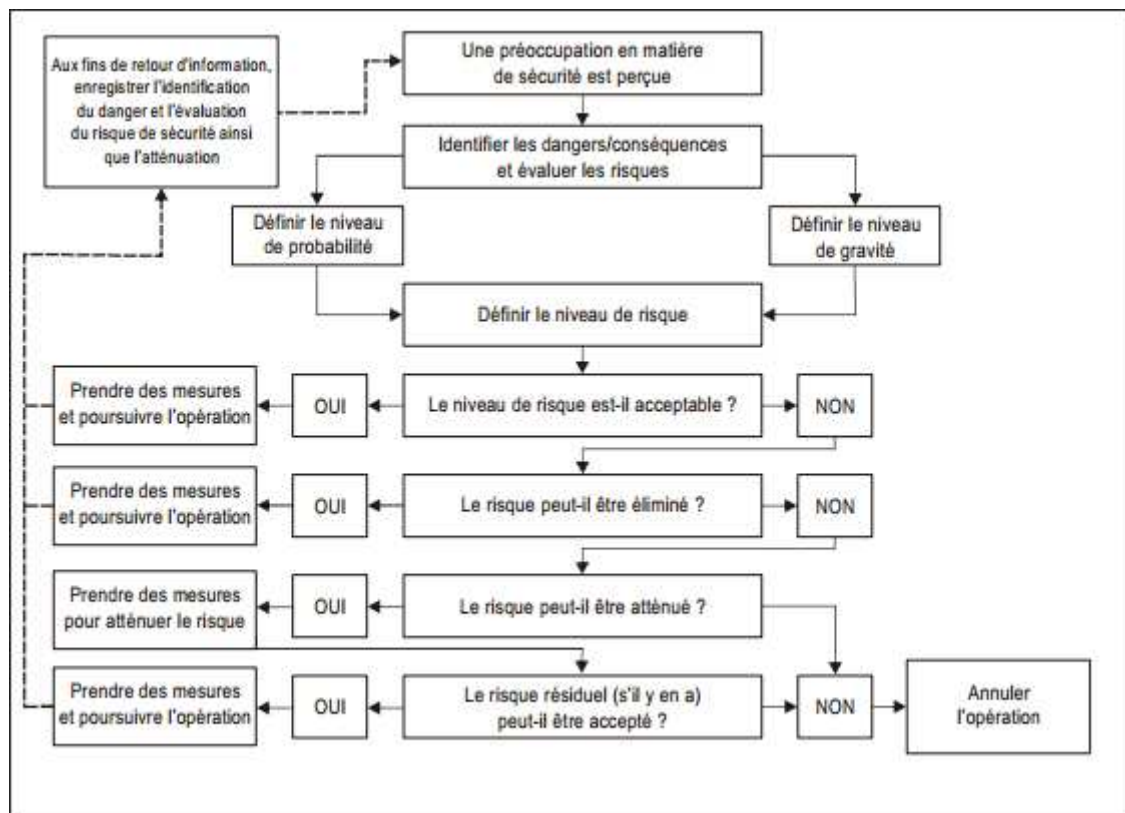 Aux fins de retour d'information,
enregistrer l'identification
du danger et l'évaluation
du risque de sécurité ainsi
que l'atténuation
Une préoccupation en matière
de sécurité est perçue
Identifier les dangers/conséquences
et évaluer les risques
Définir le niveau
de probabilité
Définir le niveau
de gravité
Définir le niveau de risque
Prendre des mesures
et poursuivre l'opération
OUI
Le niveau de risque est-il acceptable ?
NON
Prendre des mesures
et poursuivre l'opération
OUI
Le risque peut-il être éliminé ?
NON
Prendre des mesures
pour atténuer le risque
OUI
Le risque peut-il être atténué ?
Prendre des mesures
et poursuivre l'opération
OUI
Le risque résiduel (s'il y en a)
peut-il être accepté ?
NON
Annuler
l'opération